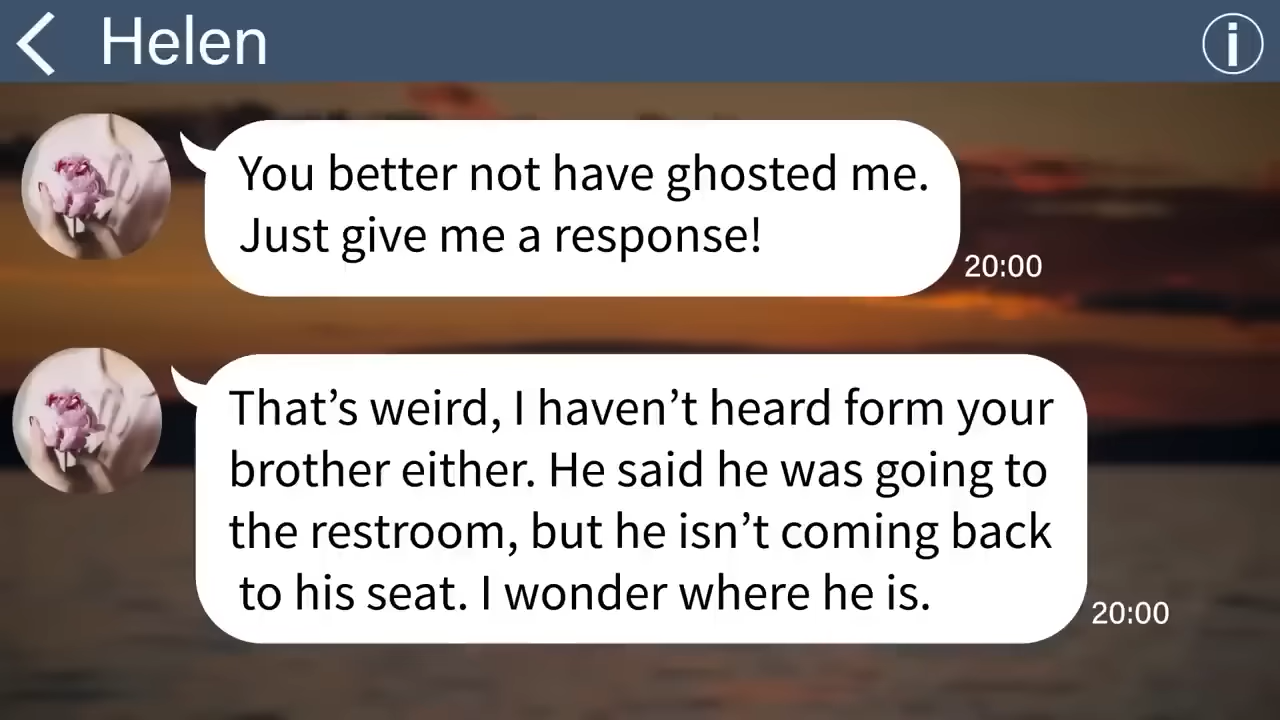 Helen
You better not have ghosted me.
Just give me a response!
20:00
That’s weird, I haven’t heard form your
brother either. He said he was going to
the restroom, but he isn’t coming back
to his seat. I wonder where he is.
20:00